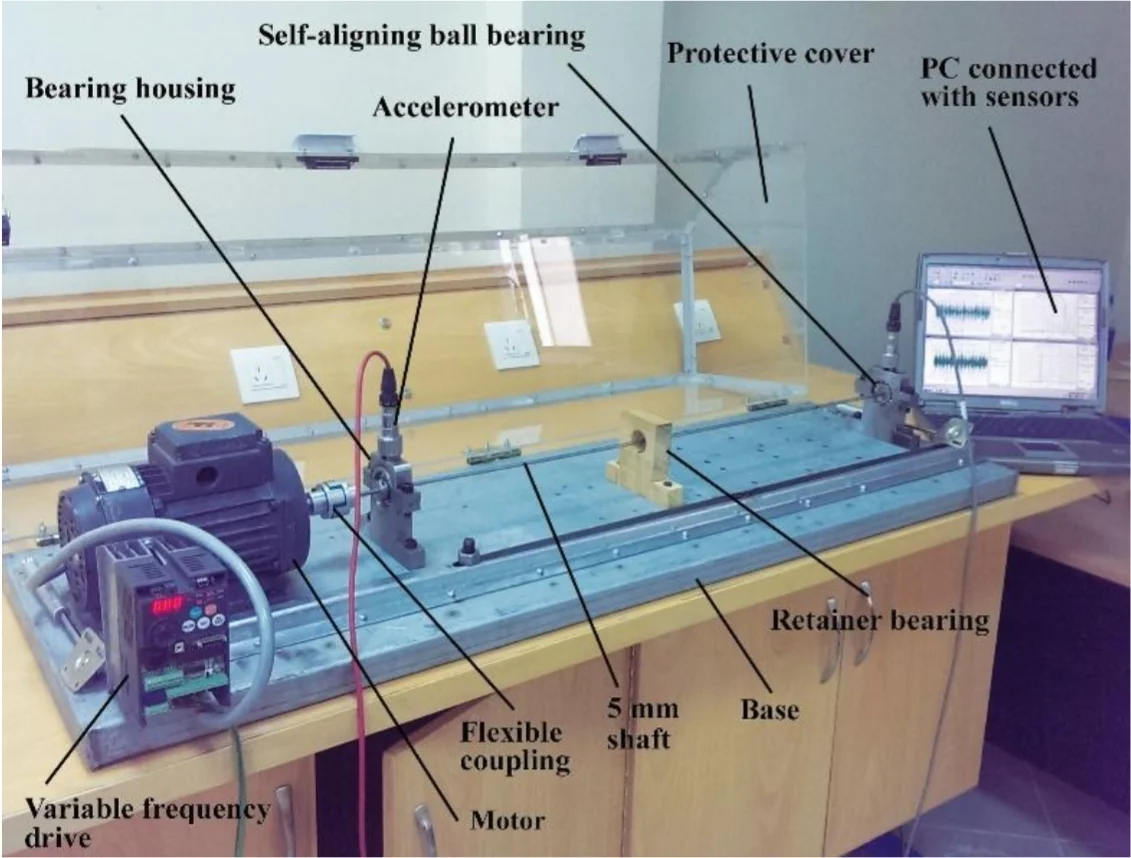 Self-aligning ball bearing
Protective cover
PC connected
with sensors
Bearing housing
Accelerometer
Retainer bearing
5 mm
shaft
Base
Flexible
coupling
Motor
Variable frequency
drive